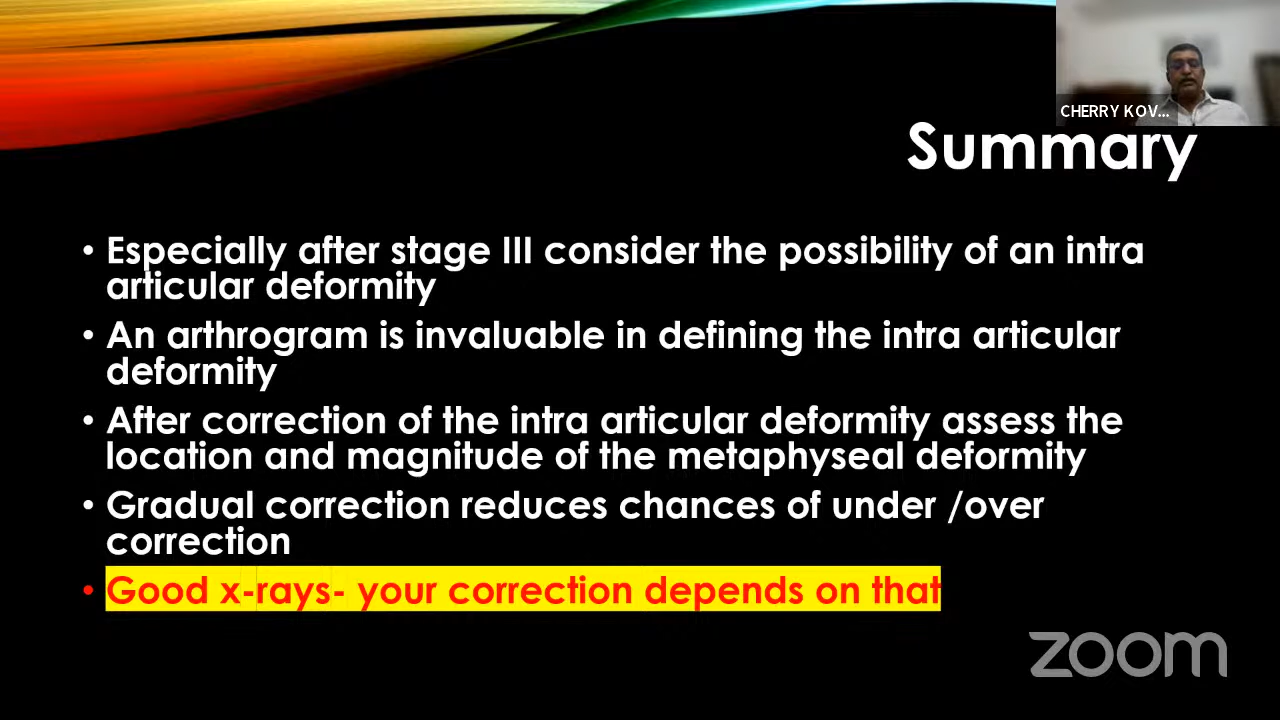 CHERRY KOV...
Summary
• Especially after stage III consider the possibility of an intra
articular deformity
• An arthrogram is invaluable in defining the intra articular
deformity
• After correction of the intra articular deformity assess the
location and magnitude of the metaphyseal deformity
• Gradual correction reduces chances of under /over
correction
• Good x-rays- your correction depends on that
zoom